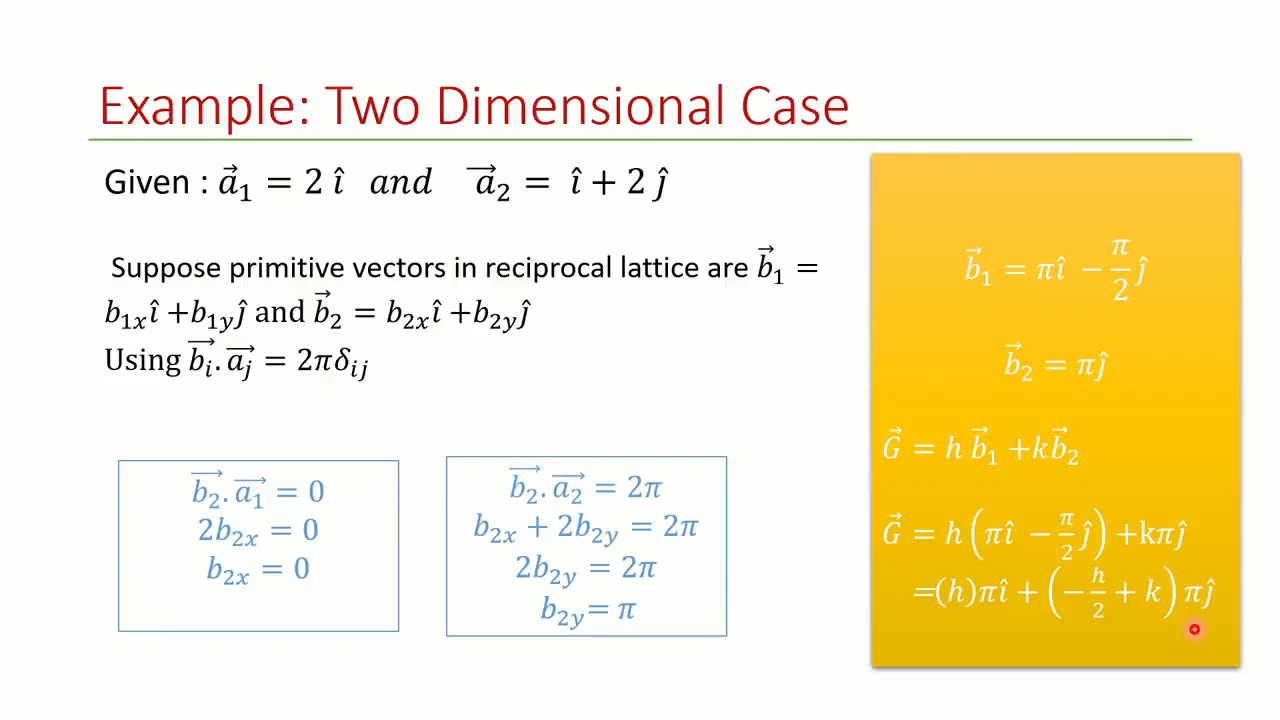 Example: Two Dimensional Case
Given : a⃗₁ = 2 î and a⃗₂ = î + 2 ĵ
Suppose primitive vectors in reciprocal lattice are b⃗₁ =
b₁ₓî +b₁ᵧĵ and b⃗₂ = b₂ₓî +b₂ᵧĵ
Using b⃗ᵢ. a⃗ⱼ = 2πδᵢⱼ
b⃗₂. a⃗₁ = 0
2b₂ₓ = 0
b₂ₓ = 0
b⃗₂. a⃗₂ = 2π
b₂ₓ + 2b₂ᵧ = 2π
2b₂ᵧ = 2π
b₂ᵧ= π
b⃗₁ = πî − π/2 ĵ
b⃗₂ = πĵ
G⃗ = h b⃗₁ +kb⃗₂
G⃗ = h(πî − π/2 ĵ) +kπĵ
=(h)πî + (−h/2 + k) πĵ